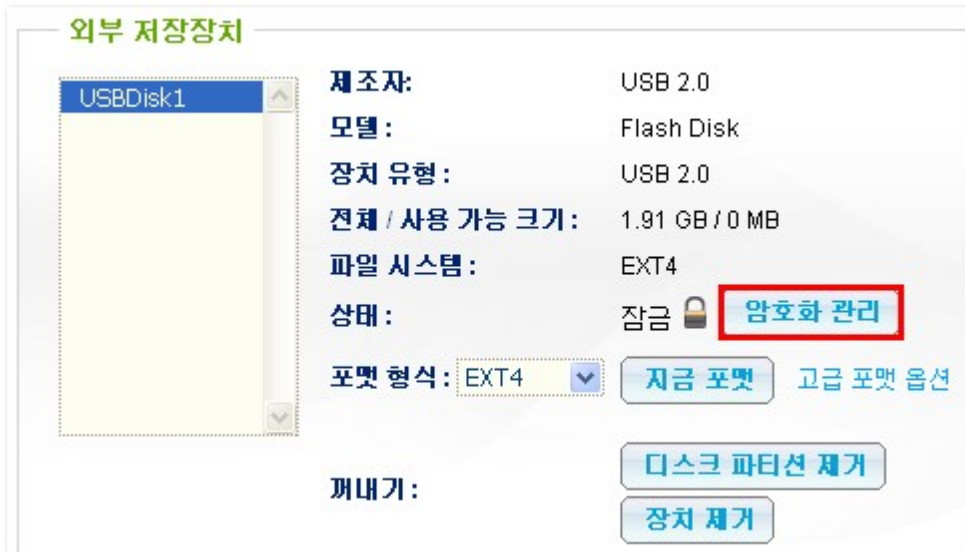 외부 저장장치
USBDisk1
제조자: USB 2.0
모델 : Flash Disk
장치 유형 : USB 2.0
전체 / 사용 가능 크기 : 1.91 GB / 0 MB
파일 시스템 : EXT4
상태 : 잠금 암호화 관리
포맷 형식 : EXT4 지금 포맷 고급 포맷 옵션
꺼내기 : 디스크 파티션 제거
장치 제거